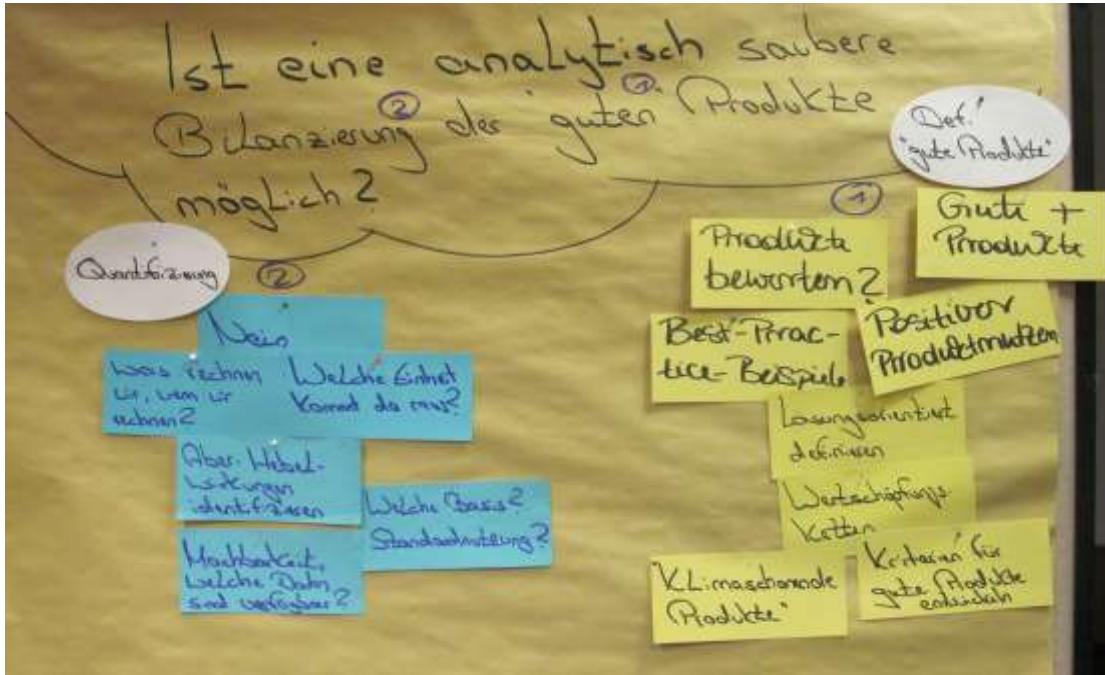 Ist eine analytisch saubere
Bilanzierung ② der "guten" ① Produkte
möglich?
Quantifizierung
②
Nein
Was rechnen
wir, wenn wir
rechnen?
Welche Einheit
kommt da raus?
Aber: Hebel-
wirkungen
identifizieren
Welche Basis?
Standardnutzung?
Machbarkeit,
welche Daten
sind verfügbar?
Def.!
"gute Produkte"
①
Produkte
bewerten?
Gute +
Produkte
Best-Prac-
tice-Beispiele
Positiver
Produktnutzen
Lösungsorientiert
definieren
Wertschöpfungs-
ketten
"Klimaschonende
Produkte"
Kriterien für
gute Produkte
entwickeln